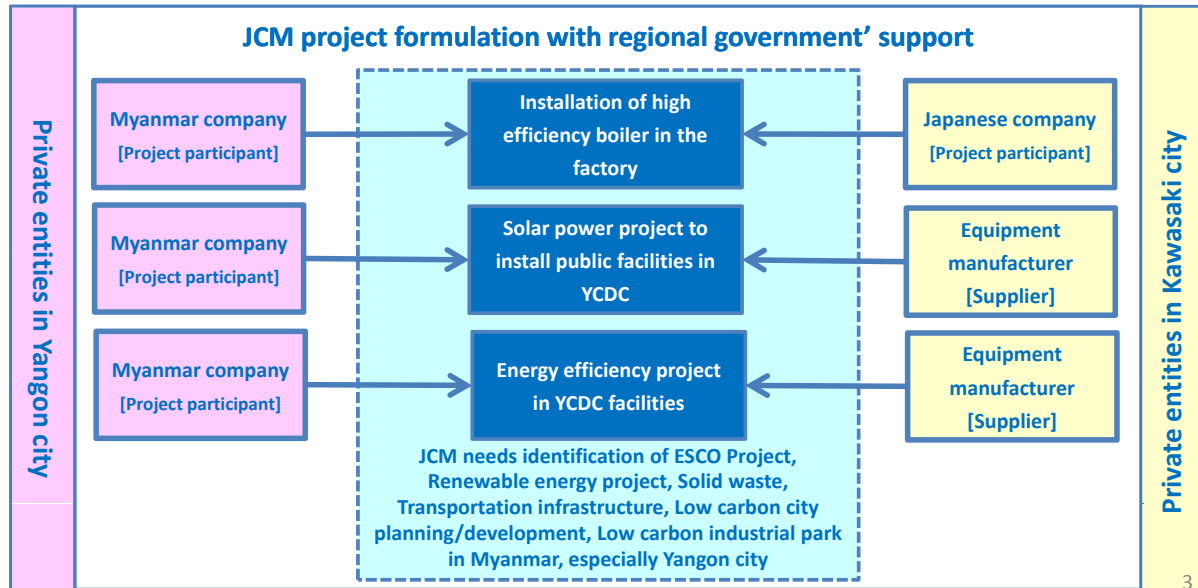 JCM project formulation with regional government' support
Private entities in Yangon city
Myanmar company
[Project participant]
Installation of high
efficiency boiler in the
factory
Japanese company
[Project participant]
Myanmar company
[Project participant]
Solar power project to
install public facilities in
YCDC
Equipment
manufacturer
[Supplier]
Myanmar company
[Project participant]
Energy efficiency project
in YCDC facilities
Equipment
manufacturer
[Supplier]
JCM needs identification of ESCO Project,
Renewable energy project, Solid waste,
Transportation infrastructure, Low carbon city
planning/development, Low carbon industrial park
in Myanmar, especially Yangon city
Private entities in Kawasaki city
3